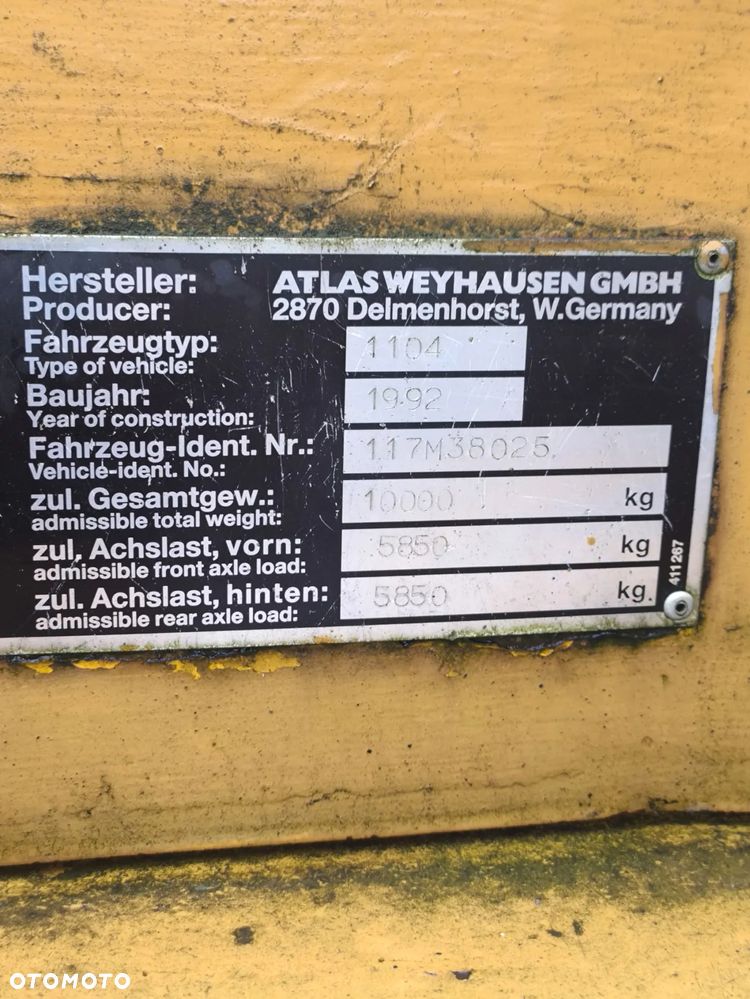 Hersteller: ATLAS WEYHAUSEN GMBH
Producer: 2870 Delmenhorst, W.Germany
Fahrzeugtyp: 1104
Type of vehicle:
Baujahr: 1992
Year of construction:
Fahrzeug-Ident. Nr.: 117M38025
Vehicle-ident. No.:
zul. Gesamtgew.: 10000 kg
admissible total weight:
zul. Achslast, vorn: 5850 kg
admissible front axle load:
zul. Achslast, hinten: 5850 kg.
admissible rear axle load:
411267
OTOMOTO